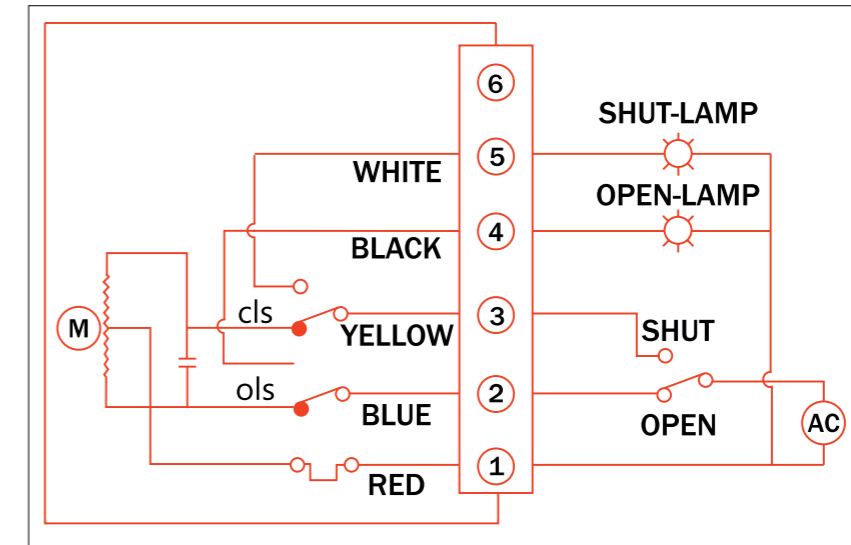 6
SHUT-LAMP
5
WHITE
OPEN-LAMP
4
BLACK
cls
3
YELLOW
SHUT
M
ols
2
BLUE
OPEN
AC
1
RED